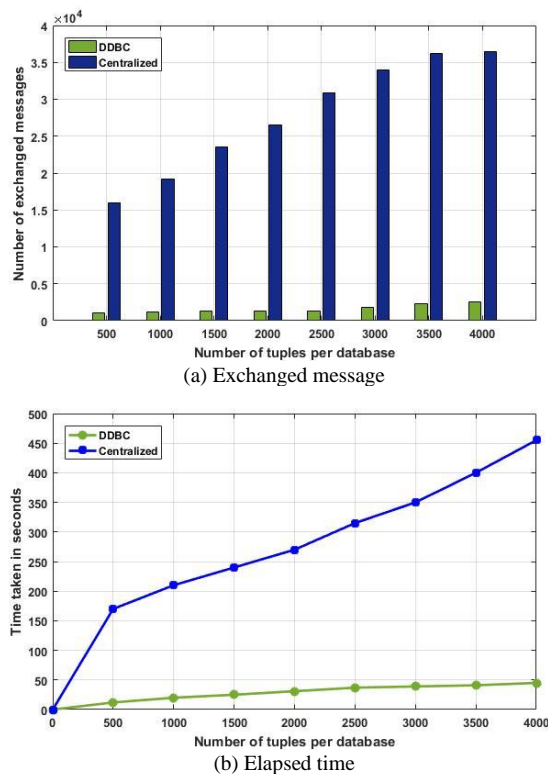 ×10⁴
4
3.5
3
2.5
2
1.5
1
0.5
0
Number of exchanged messages
DDBC
Centralized
500 1000 1500 2000 2500 3000 3500 4000
Number of tuples per database
(a) Exchanged message
500
450
400
350
300
250
200
150
100
50
0
Time taken in seconds
DDBC
Centralized
0 500 1000 1500 2000 2500 3000 3500 4000
Number of tuples per database
(b) Elapsed time